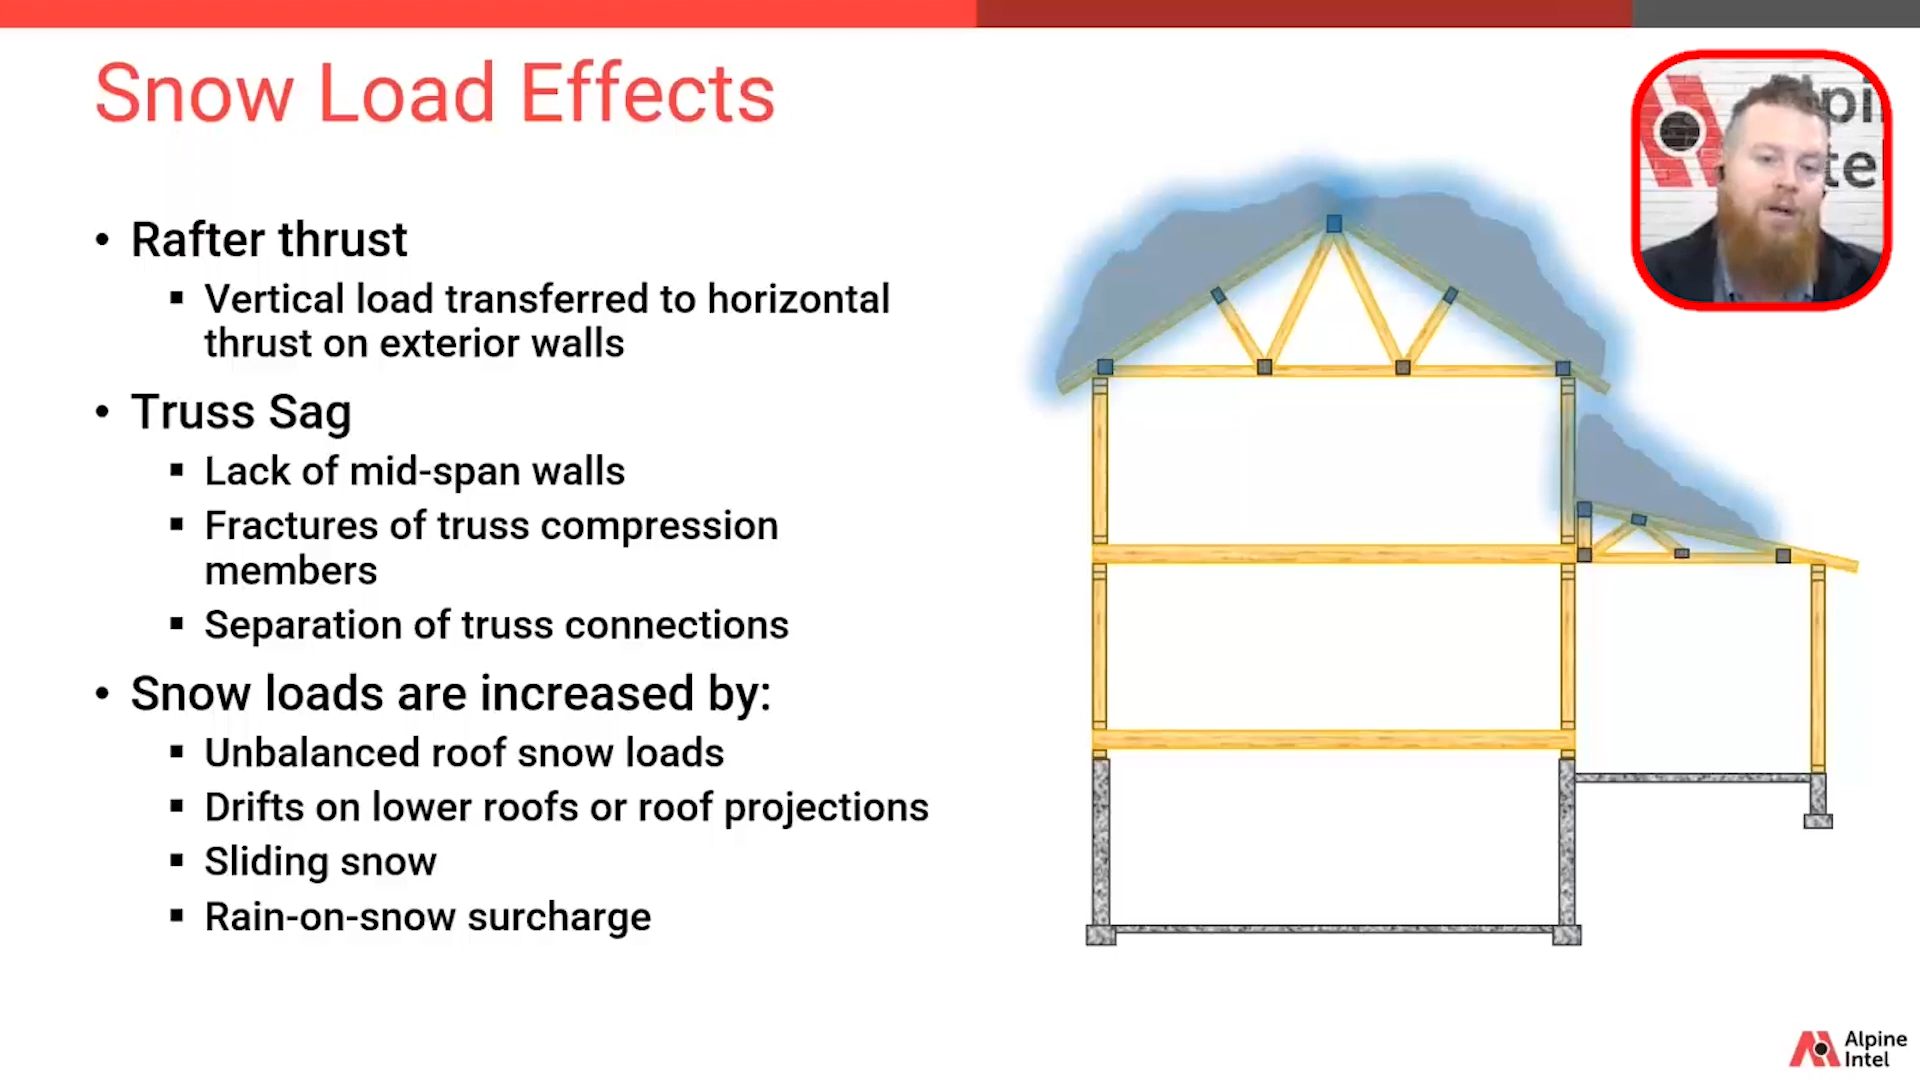 Snow Load Effects
• Rafter thrust
▪ Vertical load transferred to horizontal
thrust on exterior walls
• Truss Sag
▪ Lack of mid-span walls
▪ Fractures of truss compression
members
▪ Separation of truss connections
• Snow loads are increased by:
▪ Unbalanced roof snow loads
▪ Drifts on lower roofs or roof projections
▪ Sliding snow
▪ Rain-on-snow surcharge
Alpine
Intel